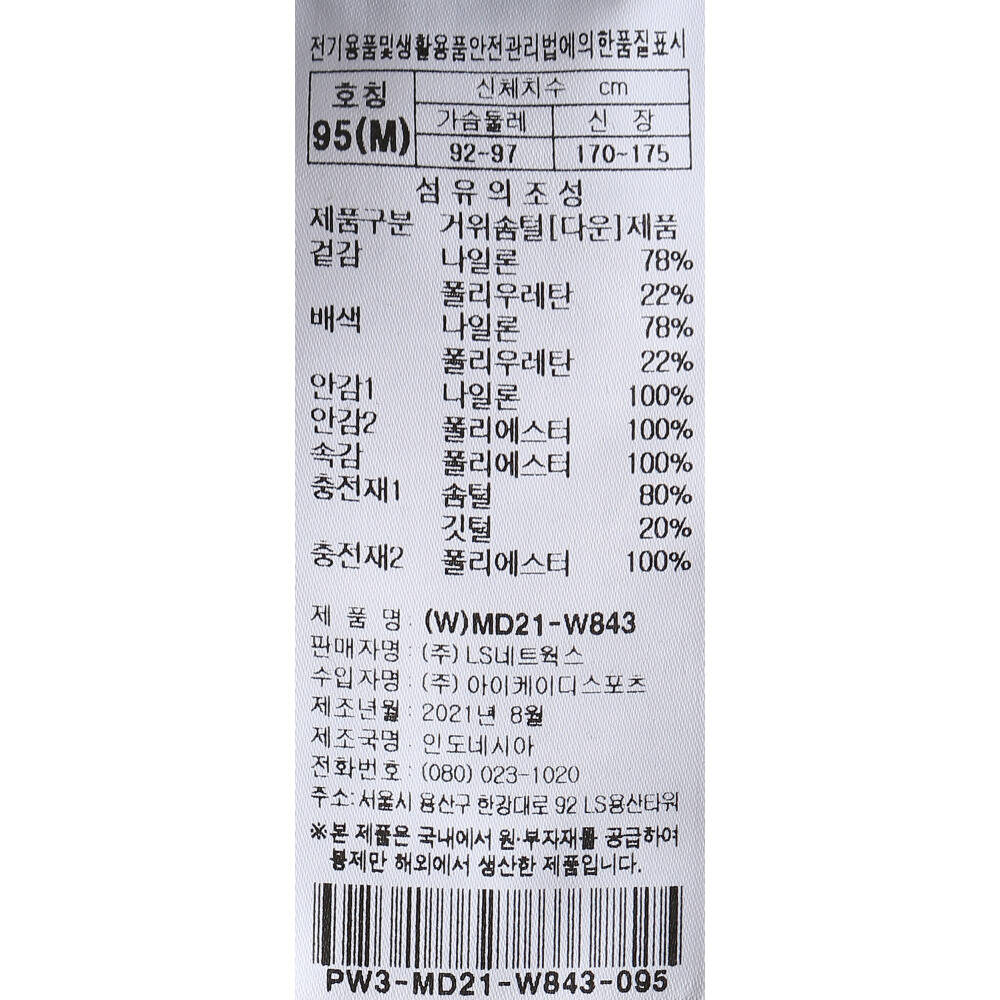 전기용품및생활용품안전관리법에의한품질표시
호칭 신체치수 cm
95(M) 가슴둘레 신 장
92~97 170~175
섬유의조성
제품구분 거위솜털[다운]제품
겉감 나일론 78%
폴리우레탄 22%
배색 나일론 78%
폴리우레탄 22%
안감1 나일론 100%
안감2 폴리에스터 100%
속감 폴리에스터 100%
충전재1 솜털 80%
깃털 20%
충전재2 폴리에스터 100%
제 품 명 : (W)MD21-W843
판매자명 : (주) LS네트웍스
수입자명 : (주) 아이케이디스포츠
제조년월 : 2021년 8월
제조국명 : 인도네시아
전화번호 : (080) 023-1020
주소: 서울시 용산구 한강대로 92 LS용산타워
※본 제품은 국내에서 원·부자재를 공급하여
봉제만 해외에서 생산한 제품입니다.
PW3-MD21-W843-095